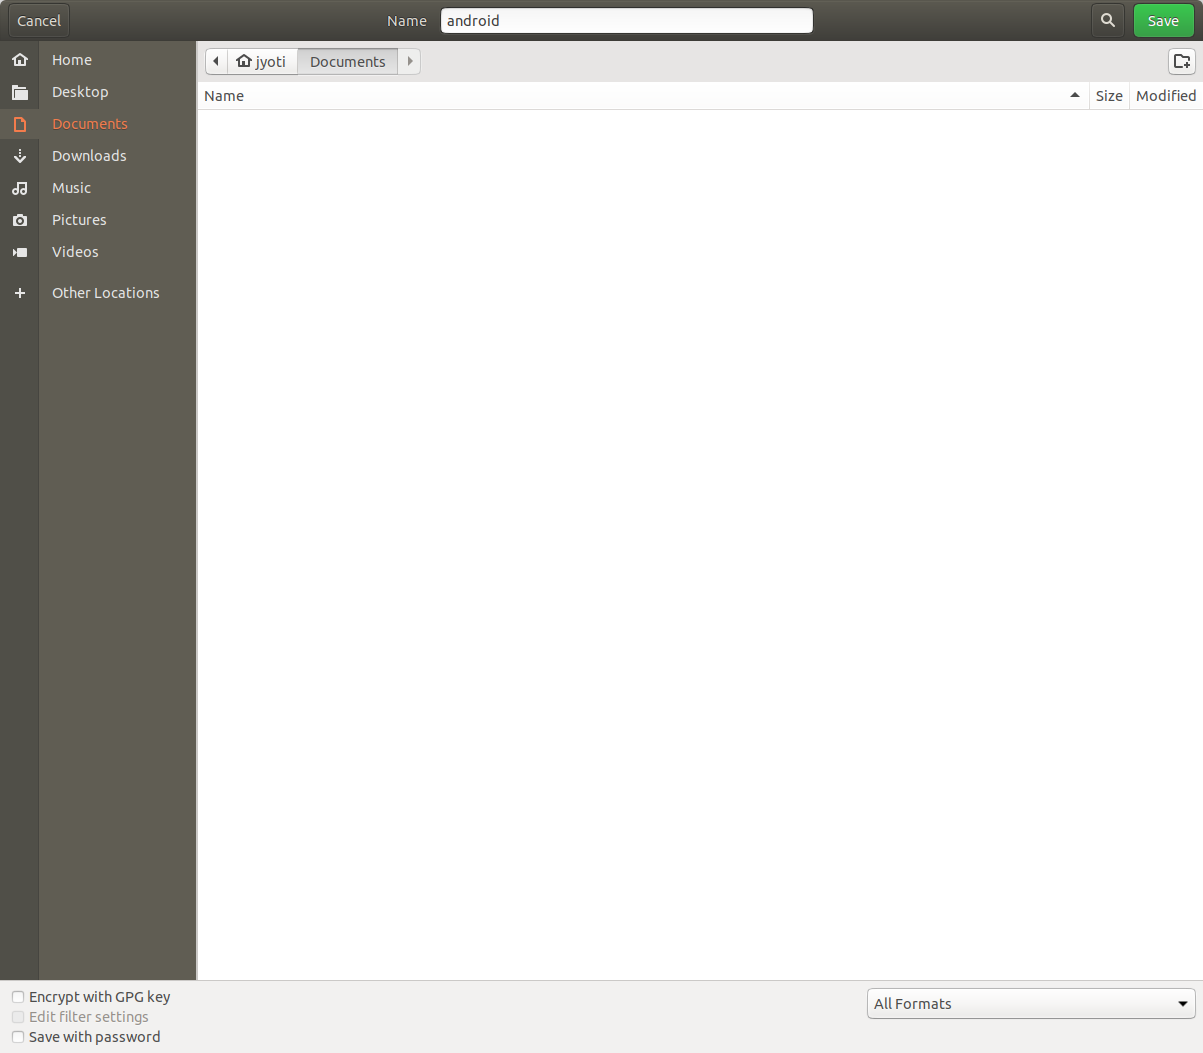 Cancel Name android Save
Home
Desktop
Documents
Downloads
Music
Pictures
Videos
Other Locations
jyoti Documents
Name Size Modified
Encrypt with GPG key
Edit filter settings
Save with password
All Formats